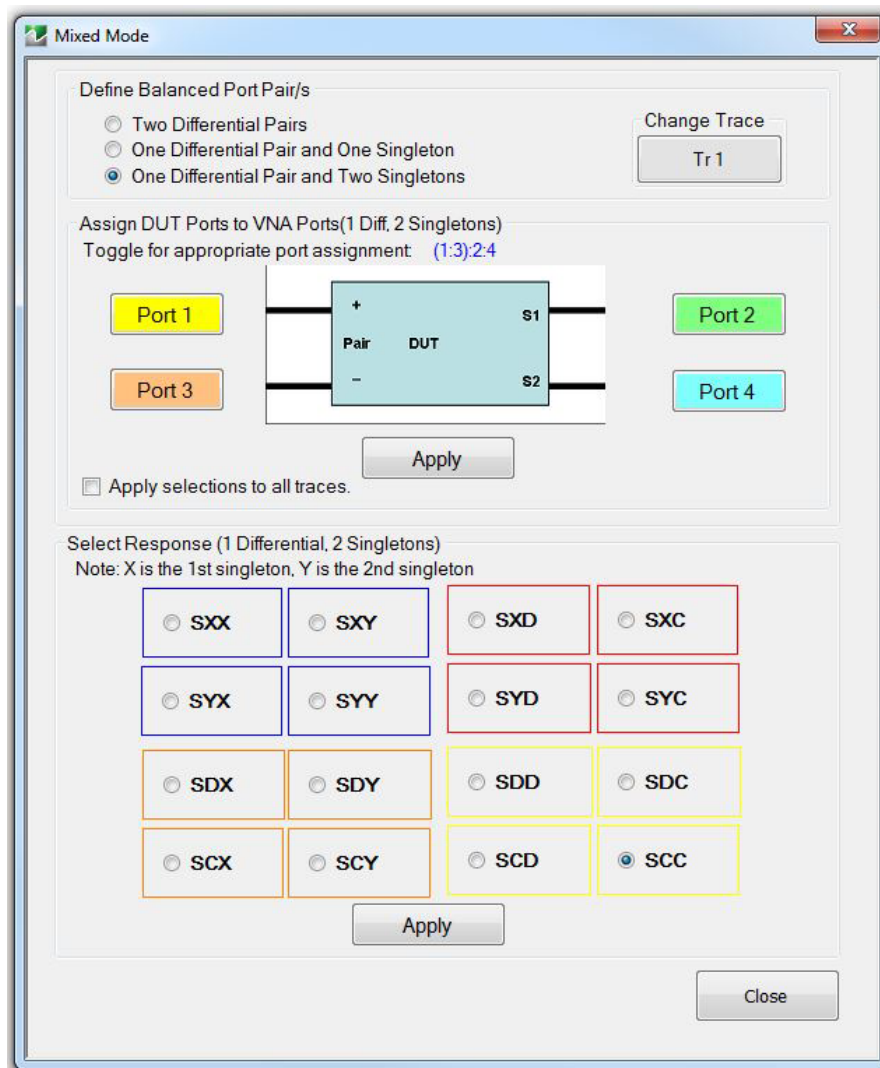 Mixed Mode
Define Balanced Port Pair/s
Two Differential Pairs
One Differential Pair and One Singleton
One Differential Pair and Two Singletons
Change Trace
Tr 1
Assign DUT Ports to VNA Ports(1 Diff, 2 Singletons)
Toggle for appropriate port assignment: (1:3):2:4
Port 1
+
S1
Port 2
Pair DUT
Port 3
−
S2
Port 4
Apply
Apply selections to all traces.
Select Response (1 Differential, 2 Singletons)
Note: X is the 1st singleton, Y is the 2nd singleton
SXX SXY SXD SXC
SYX SYY SYD SYC
SDX SDY SDD SDC
SCX SCY SCD SCC
Apply
Close